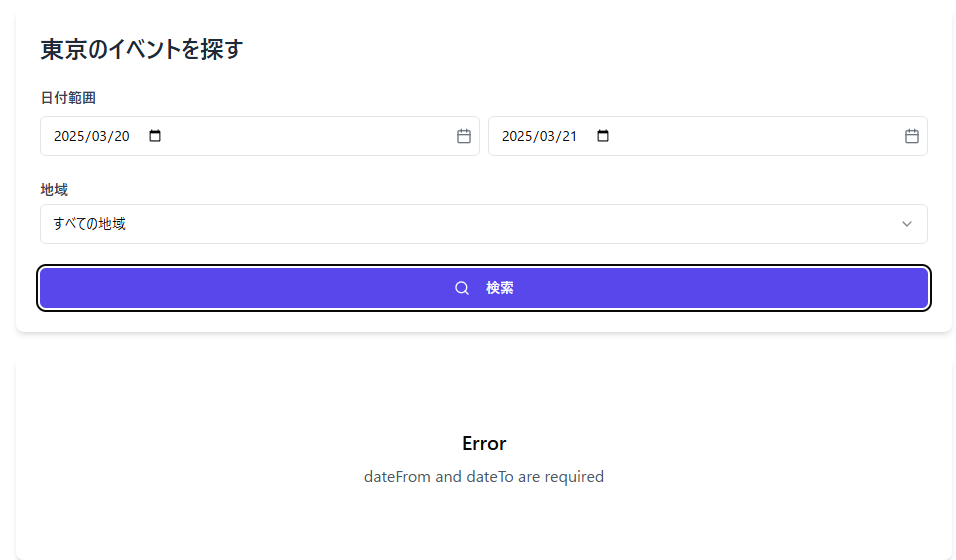 東京のイベントを探す
日付範囲
2025/03/20 2025/03/21
地域
すべての地域
検索
Error
dateFrom and dateTo are required